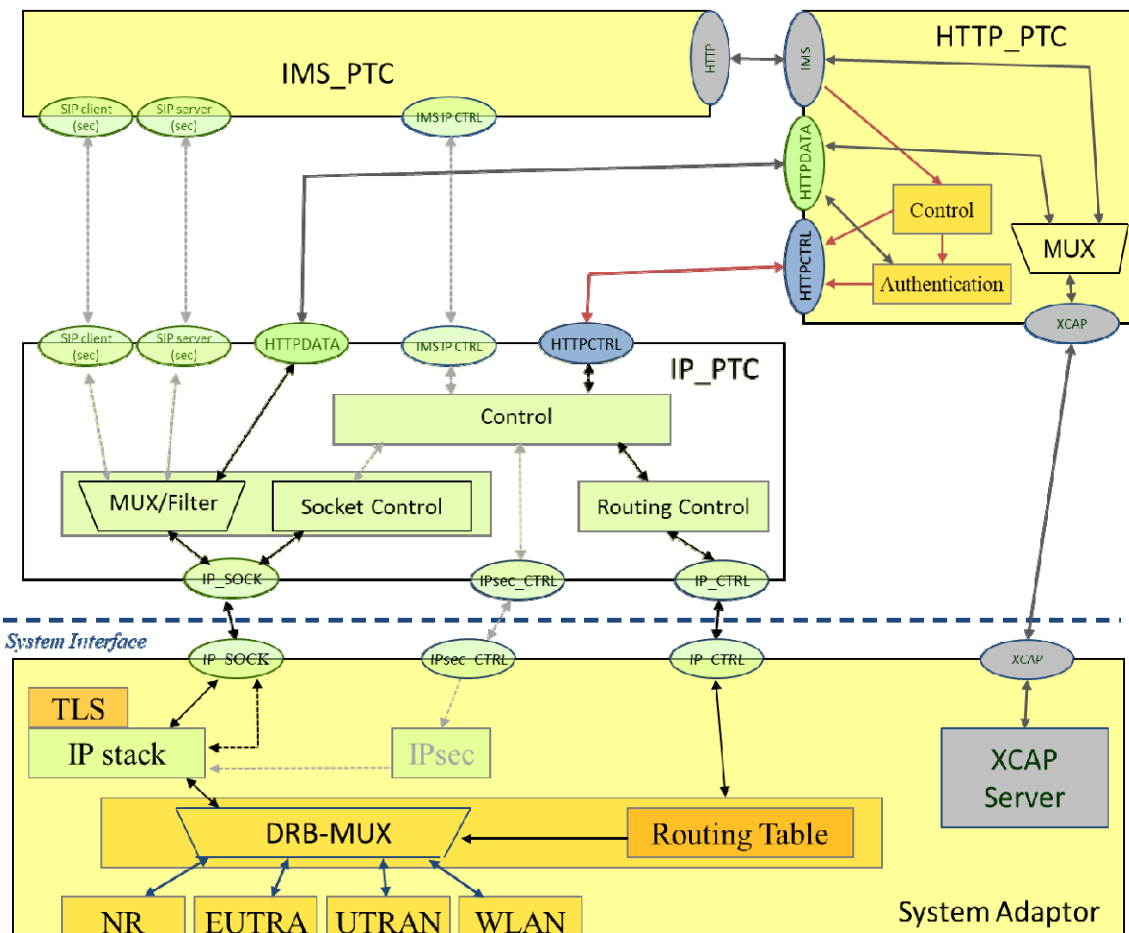 HTTP_PTC
IMS_PTC
HTTP
IMS
SIP client
(sec)
SIP server
(sec)
IMS IP CTRL
HTTPDATA
Control
HTTPCTRL
MUX
Authentication
XCAP
SIP client
(sec)
SIP server
(sec)
HTTPDATA
IMS IP CTRL
HTTPCTRL
IP_PTC
Control
MUX/Filter
Socket Control
Routing Control
IP_SOCK
IPsec_CTRL
IP_CTRL
System Interface
IP_SOCK
IPsec_CTRL
IP_CTRL
XCAP
TLS
IP stack
IPsec
XCAP
Server
DRB-MUX
Routing Table
NR
EUTRA
UTRAN
WLAN
System Adaptor